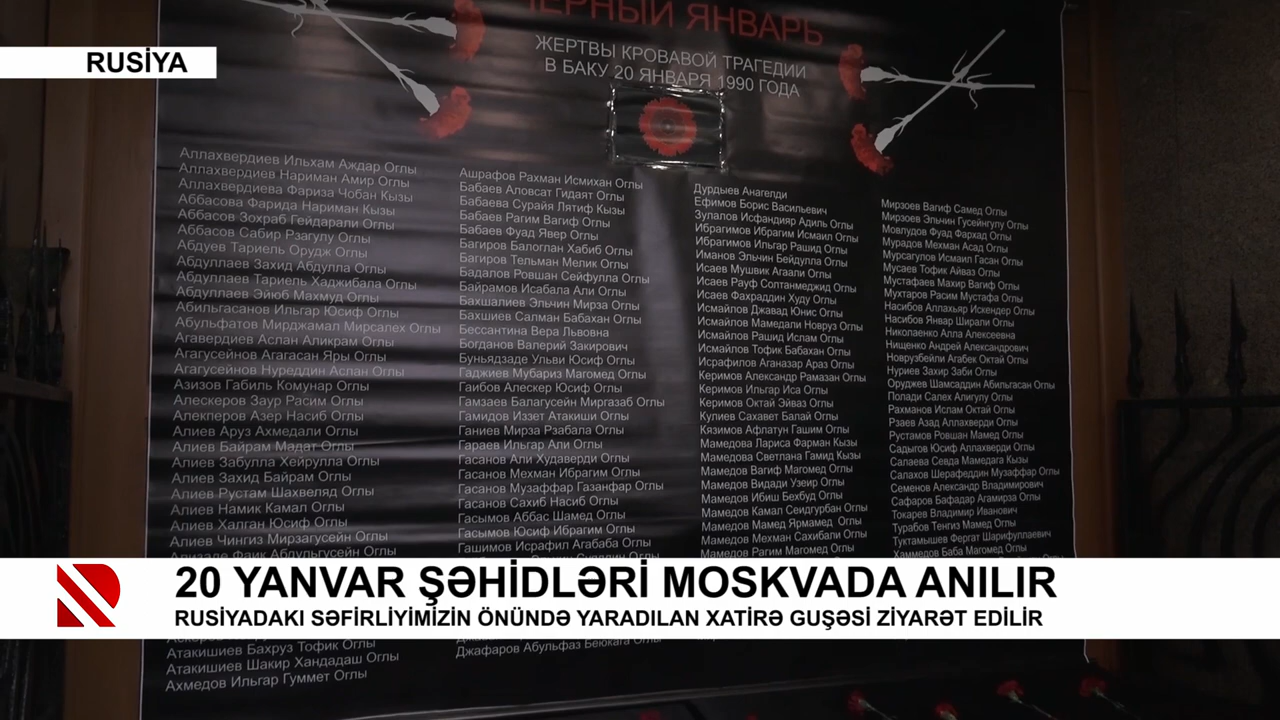 RUSİYA
ЧЕРНЫЙ ЯНВАРЬ
ЖЕРТВЫ КРОВАВОЙ ТРАГЕДИИ
В БАКУ 20 ЯНВАРЯ 1990 ГОДА
Аллахвердиев Ильхам Аждар Оглы
Аллахвердиев Нариман Амир Оглы
Аллахвердиева Фариза Чобан Кызы
Аббасова Фарида Нариман Кызы
Аббасов Зохраб Гейдарали Оглы
Аббасов Сабир Рзагулу Оглы
Абдуев Тариель Орудж Оглы
Абдуллаев Захид Абдулла Оглы
Абдуллаев Тариель Хаджибала Оглы
Абдуллаев Эйюб Махмуд Оглы
Абильгасанов Ильгар Юсиф Оглы
Абульфатов Мирджамал Мирсалех Оглы
Агавердиев Аслан Аликрам Оглы
Агагусейнов Агагасан Яры Оглы
Агагусейнов Нуреддин Аслан Оглы
Азизов Габиль Комунар Оглы
Алескеров Заур Расим Оглы
Алекперов Азер Насиб Оглы
Алиев Аруз Ахмедали Оглы
Алиев Байрам Мадат Оглы
Алиев Забулла Хейрулла Оглы
Алиев Захид Байрам Оглы
Алиев Рустам Шахвеляд Оглы
Алиев Намик Камал Оглы
Алиев Халган Юсиф Оглы
Алиев Чингиз Мирзагусейн Оглы
Ализаде Фаик Абдульгусейн Оглы
Атакишиев Бахруз Тофик Оглы
Атакишиев Шакир Хандадаш Оглы
Ахмедов Ильгар Гуммет Оглы
Ашрафов Рахман Исмихан Оглы
Бабаев Аловсат Гидаят Оглы
Бабаева Сурайя Лятиф Кызы
Бабаев Рагим Вагиф Оглы
Бабаев Фуад Явер Оглы
Багиров Балоглан Хабиб Оглы
Багиров Тельман Мелик Оглы
Бадалов Ровшан Сейфулла Оглы
Байрамов Исабала Али Оглы
Бахшалиев Эльчин Мирза Оглы
Бахшиев Салман Бабахан Оглы
Бессантина Вера Львовна
Богданов Валерий Закирович
Буньядзаде Ульви Юсиф Оглы
Гаджиев Мубариз Магомед Оглы
Гаибов Алескер Юсиф Оглы
Гамзаев Балагусейн Миргазаб Оглы
Гамидов Иззет Атакиши Оглы
Ганиев Мирза Рзабала Оглы
Гараев Ильгар Али Оглы
Гасанов Али Худаверди Оглы
Гасанов Мехман Ибрагим Оглы
Гасанов Музаффар Газанфар Оглы
Гасанов Сахиб Насиб Оглы
Гасымов Аббас Шамед Оглы
Гасымов Юсиф Ибрагим Оглы
Гашимов Исрафил Агабаба Оглы
Джафаров Абульфаз Беюкага Оглы
Дурдыев Анагелди
Ефимов Борис Васильевич
Зулалов Исфандияр Адиль Оглы
Ибрагимов Ибрагим Исмаил Оглы
Ибрагимов Ильгар Рашид Оглы
Иманов Эльчин Бейдулла Оглы
Исаев Мушвик Агаали Оглы
Исаев Рауф Солтанмеджид Оглы
Исаев Фахраддин Худу Оглы
Исмайлов Джавад Юнис Оглы
Исмайлов Мамедали Новруз Оглы
Исмайлов Рашид Ислам Оглы
Исмайлов Тофик Бабахан Оглы
Исрафилов Аганазар Араз Оглы
Керимов Александр Рамазан Оглы
Керимов Ильгар Иса Оглы
Керимов Октай Эйваз Оглы
Кулиев Сахавет Балай Оглы
Кязимов Афлатун Гашим Оглы
Мамедова Лариса Фарман Кызы
Мамедова Светлана Гамид Кызы
Мамедов Вагиф Магомед Оглы
Мамедов Видади Узеир Оглы
Мамедов Ибиш Бехбуд Оглы
Мамедов Камал Сеидгурбан Оглы
Мамедов Мамед Ярмамед Оглы
Мамедов Мехман Сахибали Оглы
Мамедов Рагим Магомед Оглы
Мирзоев Вагиф Самед Оглы
Мирзоев Эльчин Гусейнгулу Оглы
Мовлудов Фуад Фархад Оглы
Мурадов Мехман Асад Оглы
Мурсагулов Исмаил Гасан Оглы
Мусаев Тофик Айваз Оглы
Мустафаев Махир Вагиф Оглы
Мухтаров Расим Мустафа Оглы
Насибов Аллахьяр Искендер Оглы
Насибов Январ Ширали Оглы
Николаенко Алла Алексеевна
Нищенко Андрей Александрович
Новрузбейли Агабек Октай Оглы
Нуриев Захир Заби Оглы
Оруджев Шамсаддин Абильгасан Оглы
Полади Салех Алигулу Оглы
Рахманов Ислам Октай Оглы
Рзаев Азад Аллахверди Оглы
Рустамов Ровшан Мамед Оглы
Садыгов Юсиф Аллахверди Оглы
Салаева Севда Мамедага Кызы
Салахов Шерафеддин Музаффар Оглы
Семенов Александр Владимирович
Сафаров Бафадар Агамирза Оглы
Токарев Владимир Иванович
Турабов Тенгиз Мамед Оглы
Туктамышев Фергат Шарифуллаевич
Хаммедов Баба Магомед Оглы
20 YANVAR ŞƏHİDLƏRİ MOSKVADA ANILIR
RUSİYADAKI SƏFİRLİYİMİZİN ÖNÜNDƏ YARADILAN XATİRƏ GUŞƏSİ ZİYARƏT EDİLİR